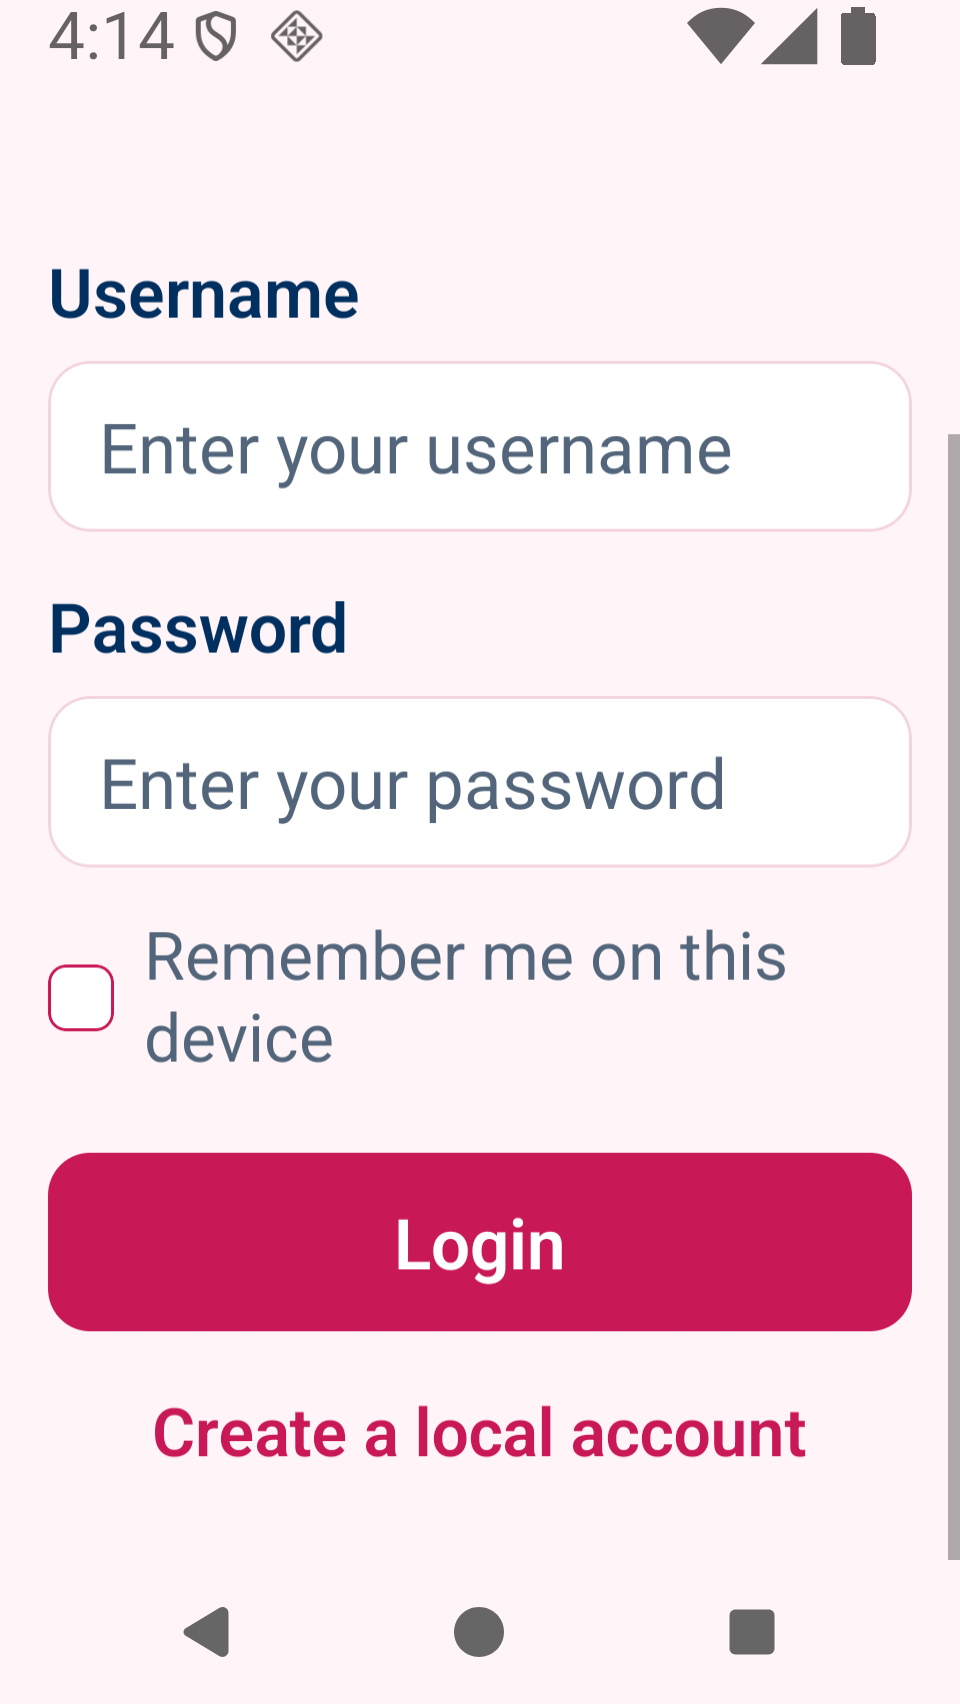 4:14
Username
Enter your username
Password
Enter your password
Remember me on this
device
Login
Create a local account